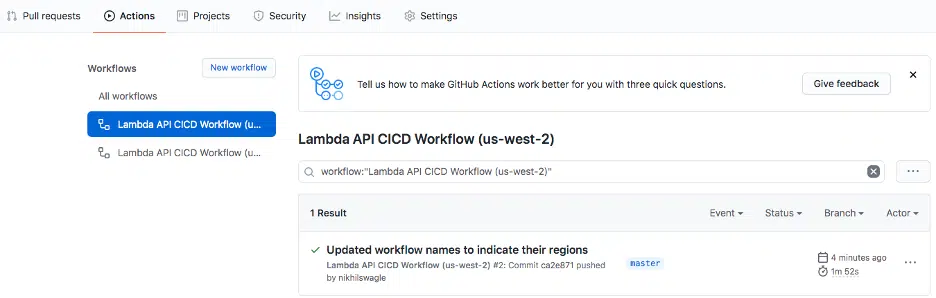 Pull requests Actions Projects Security Insights Settings
Workflows
New workflow
All workflows
Lambda API CICD Workflow (u...
Lambda API CICD Workflow (u...
Tell us how to make GitHub Actions work better for you with three quick questions.
Give feedback
Lambda API CICD Workflow (us-west-2)
workflow:"Lambda API CICD Workflow (us-west-2)"
1 Result
Event Status Branch Actor
Updated workflow names to indicate their regions
Lambda API CICD Workflow (us-west-2) #2: Commit ca2e871 pushed
by nikhilswagle
master
4 minutes ago
1m 52s